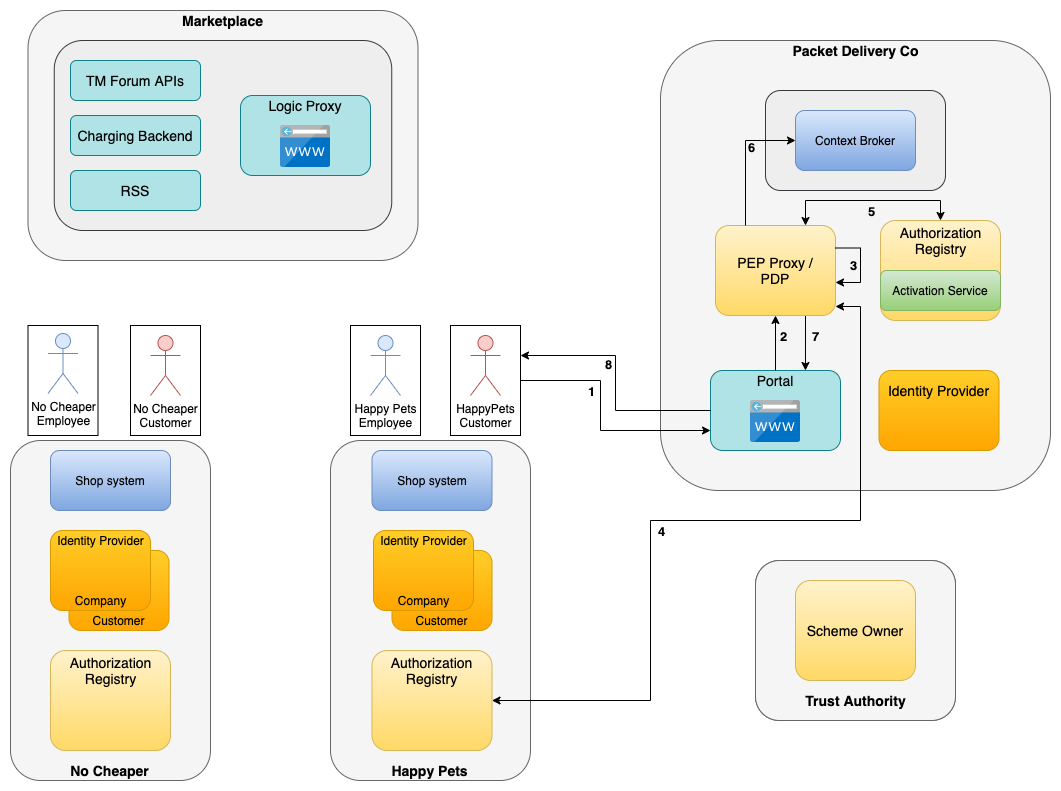 Marketplace
TM Forum APIs
Charging Backend
RSS
Logic Proxy
WWW
Packet Delivery Co
Context Broker
6
5
Authorization
Registry
Activation Service
PEP Proxy /
PDP
3
2
7
Portal
WWW
Identity Provider
8
1
4
No Cheaper
Employee
No Cheaper
Customer
Happy Pets
Employee
HappyPets
Customer
Shop system
Identity Provider
Company
Customer
Authorization
Registry
No Cheaper
Shop system
Identity Provider
Company
Customer
Authorization
Registry
Happy Pets
Scheme Owner
Trust Authority